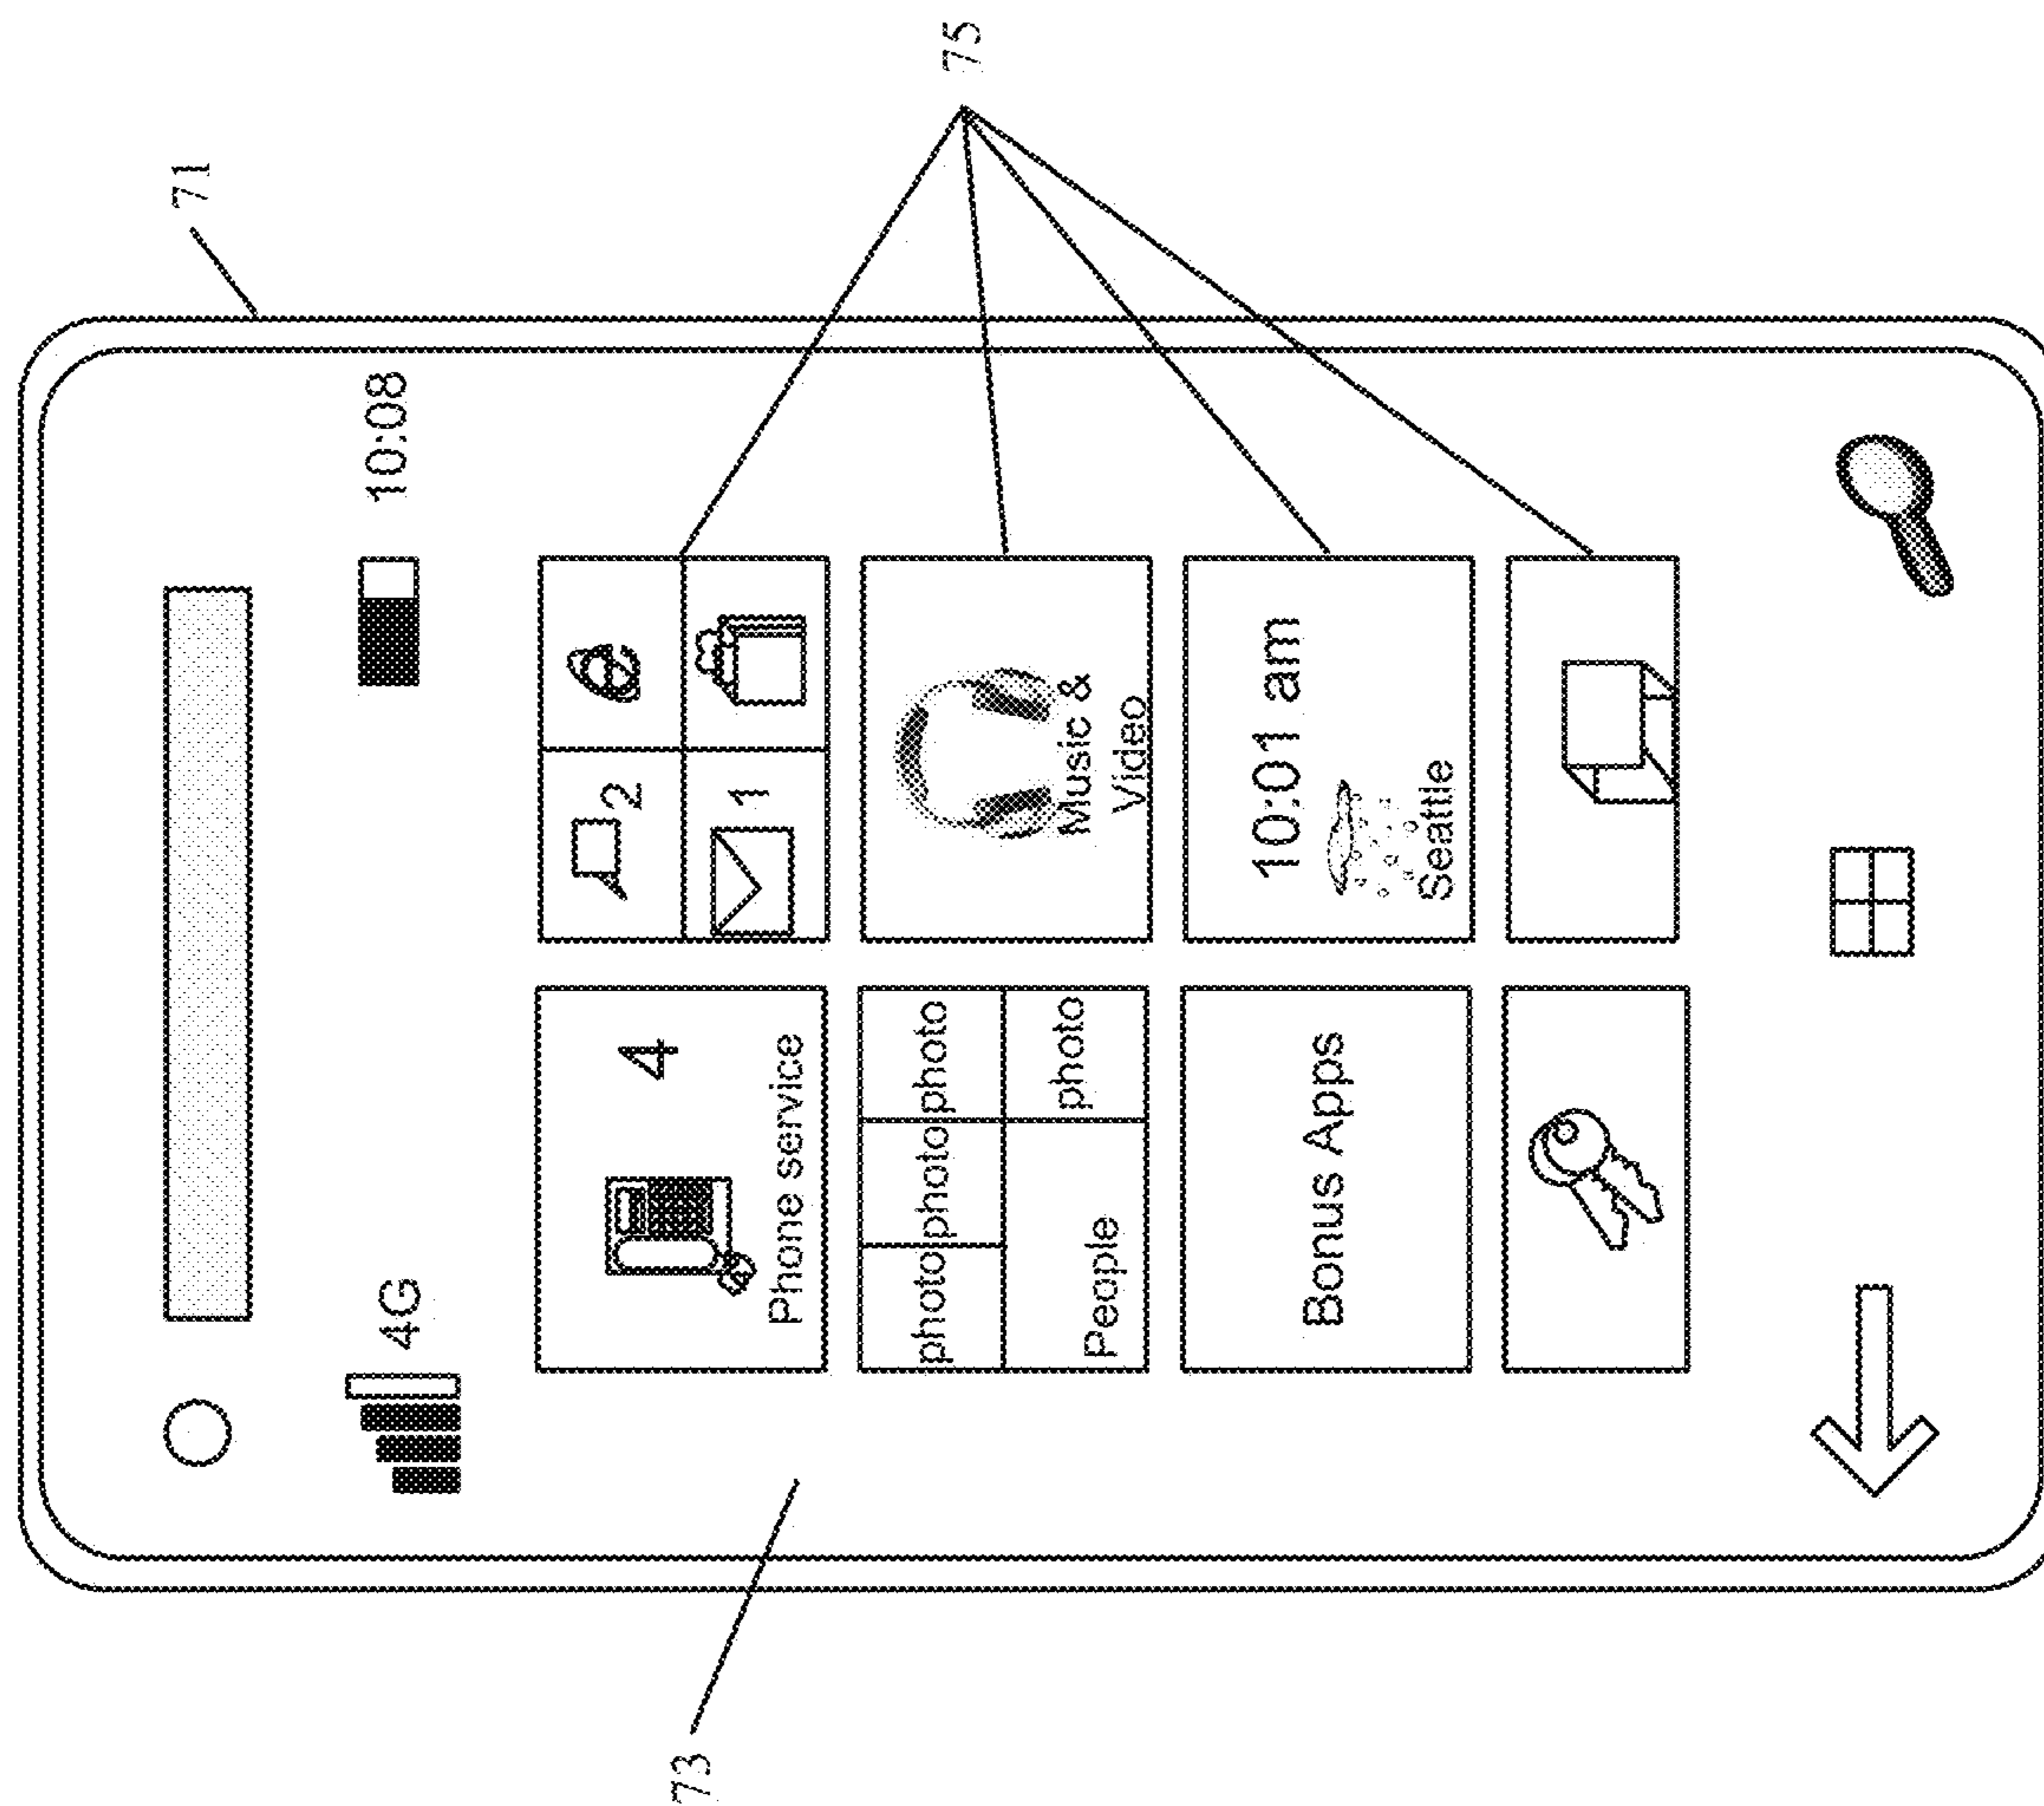 71
75
73
4G
10:08
4
Phone service
2
e
1
photo
photo
photo
photo
People
Music &
Video
Bonus Apps
10:01 am
Seattle